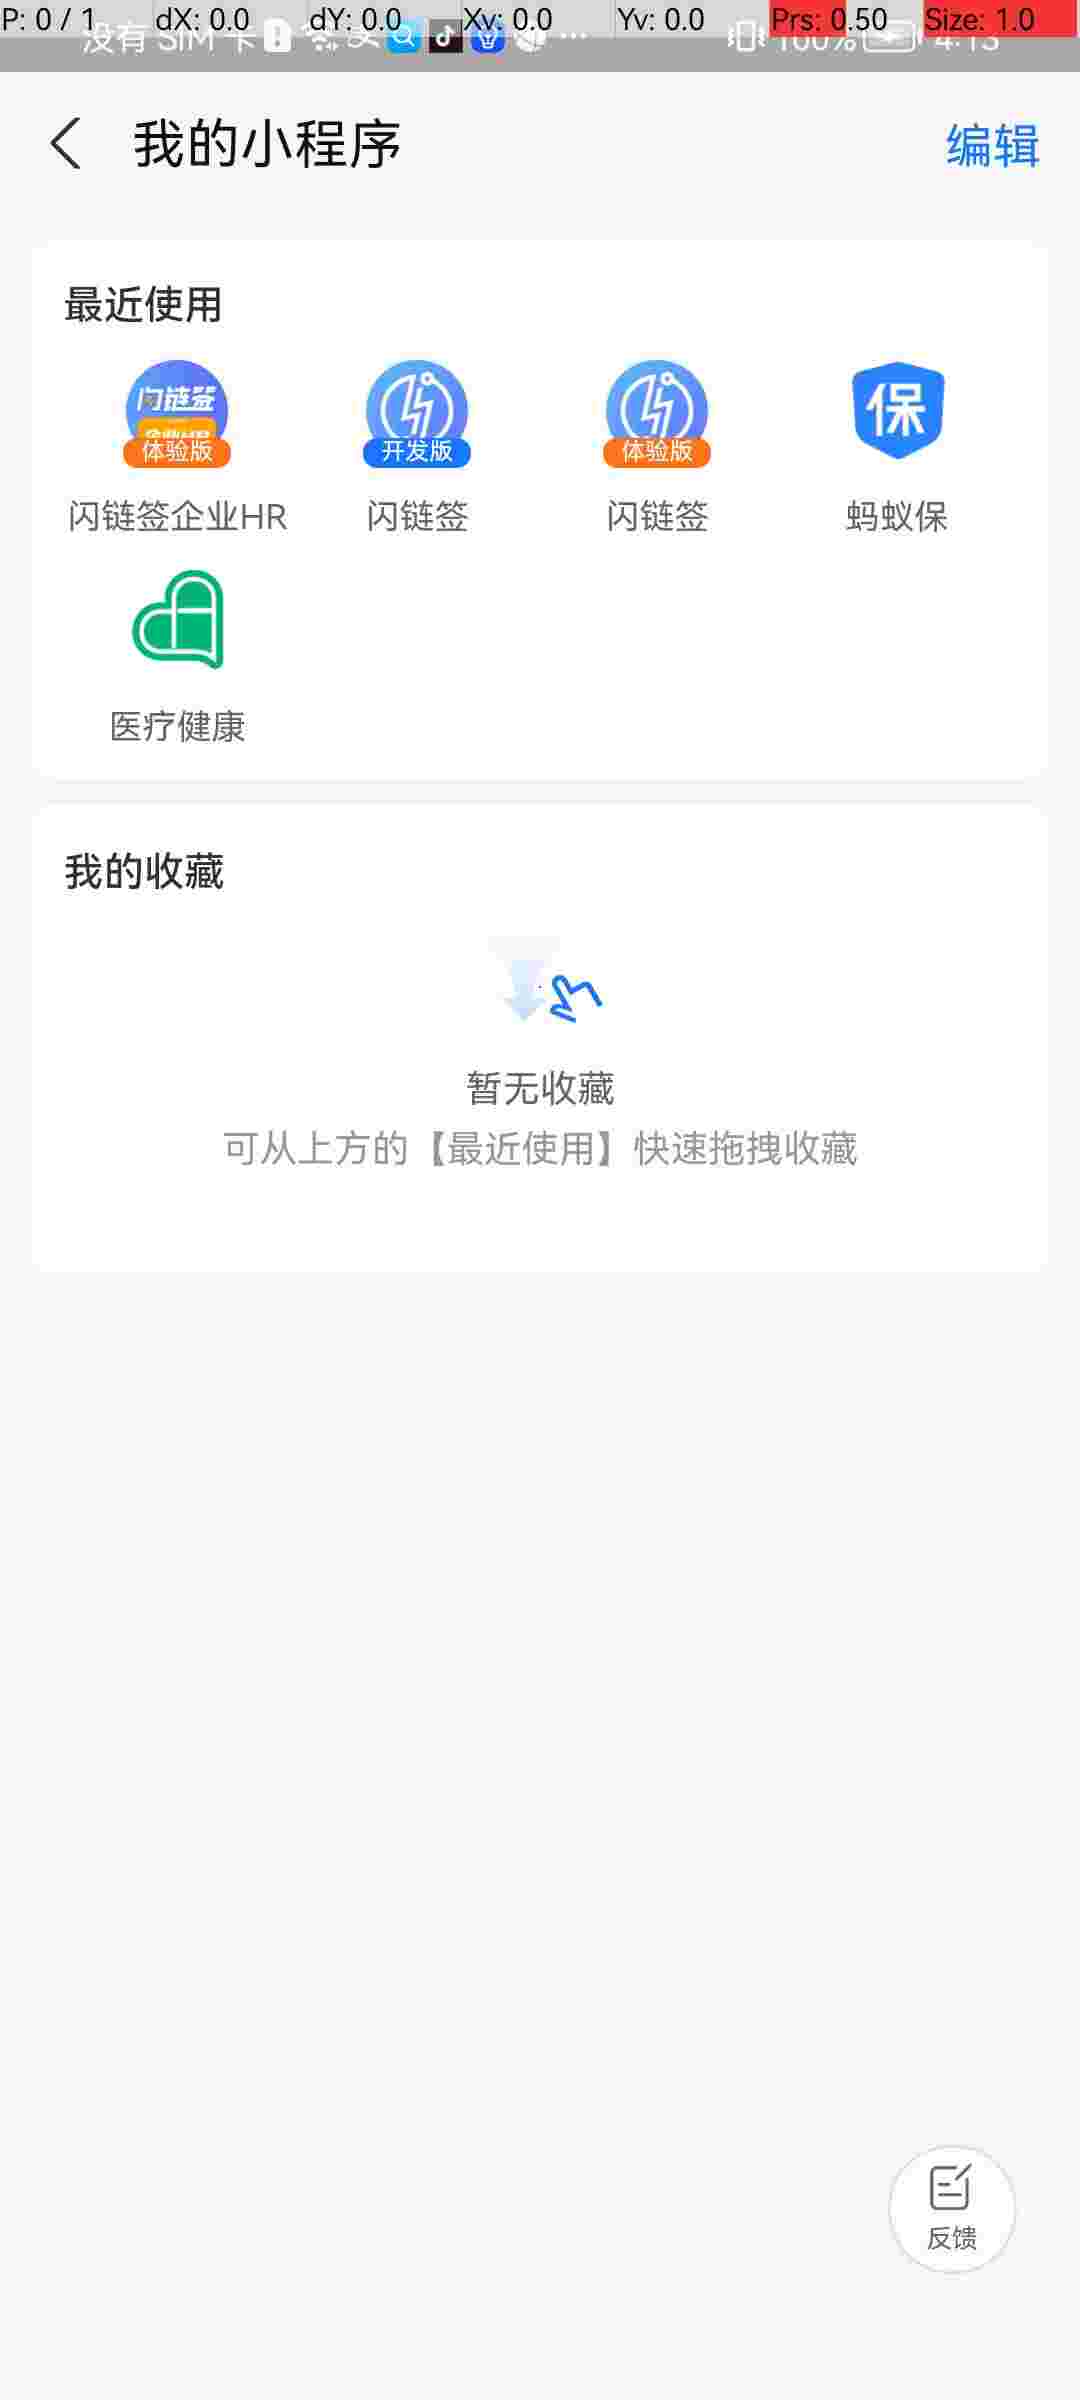 P: 0 / 1 dX: 0.0 dY: 0.0 Xv: 0.0 Yv: 0.0 Prs: 0.50 Size: 1.0
没有 SIM 卡 100% 4:13
我的小程序 编辑
最近使用
闪链签
体验版 开发版 体验版 保
闪链签企业HR 闪链签 闪链签 蚂蚁保
医疗健康
我的收藏
暂无收藏
可从上方的【最近使用】快速拖拽收藏
反馈